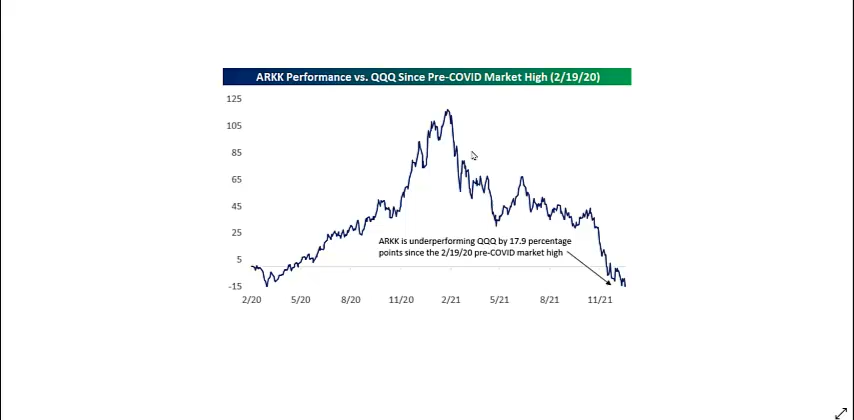 ARKK Performance vs. QQQ Since Pre-COVID Market High (2/19/20)
125
105
85
65
45
25
5
-15
ARKK is underperforming QQQ by 17.9 percentage
points since the 2/19/20 pre-COVID market high
2/20 5/20 8/20 11/20 2/21 5/21 8/21 11/21